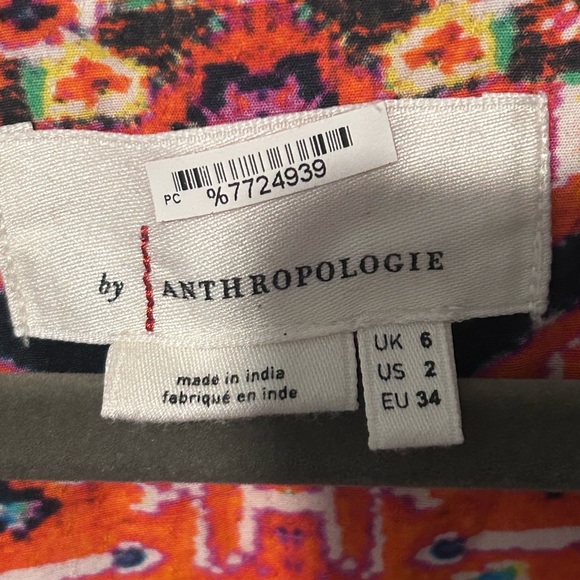 PC %7724939
by ANTHROPOLOGIE
made in india
fabriqué en inde
UK 6
US 2
EU 34